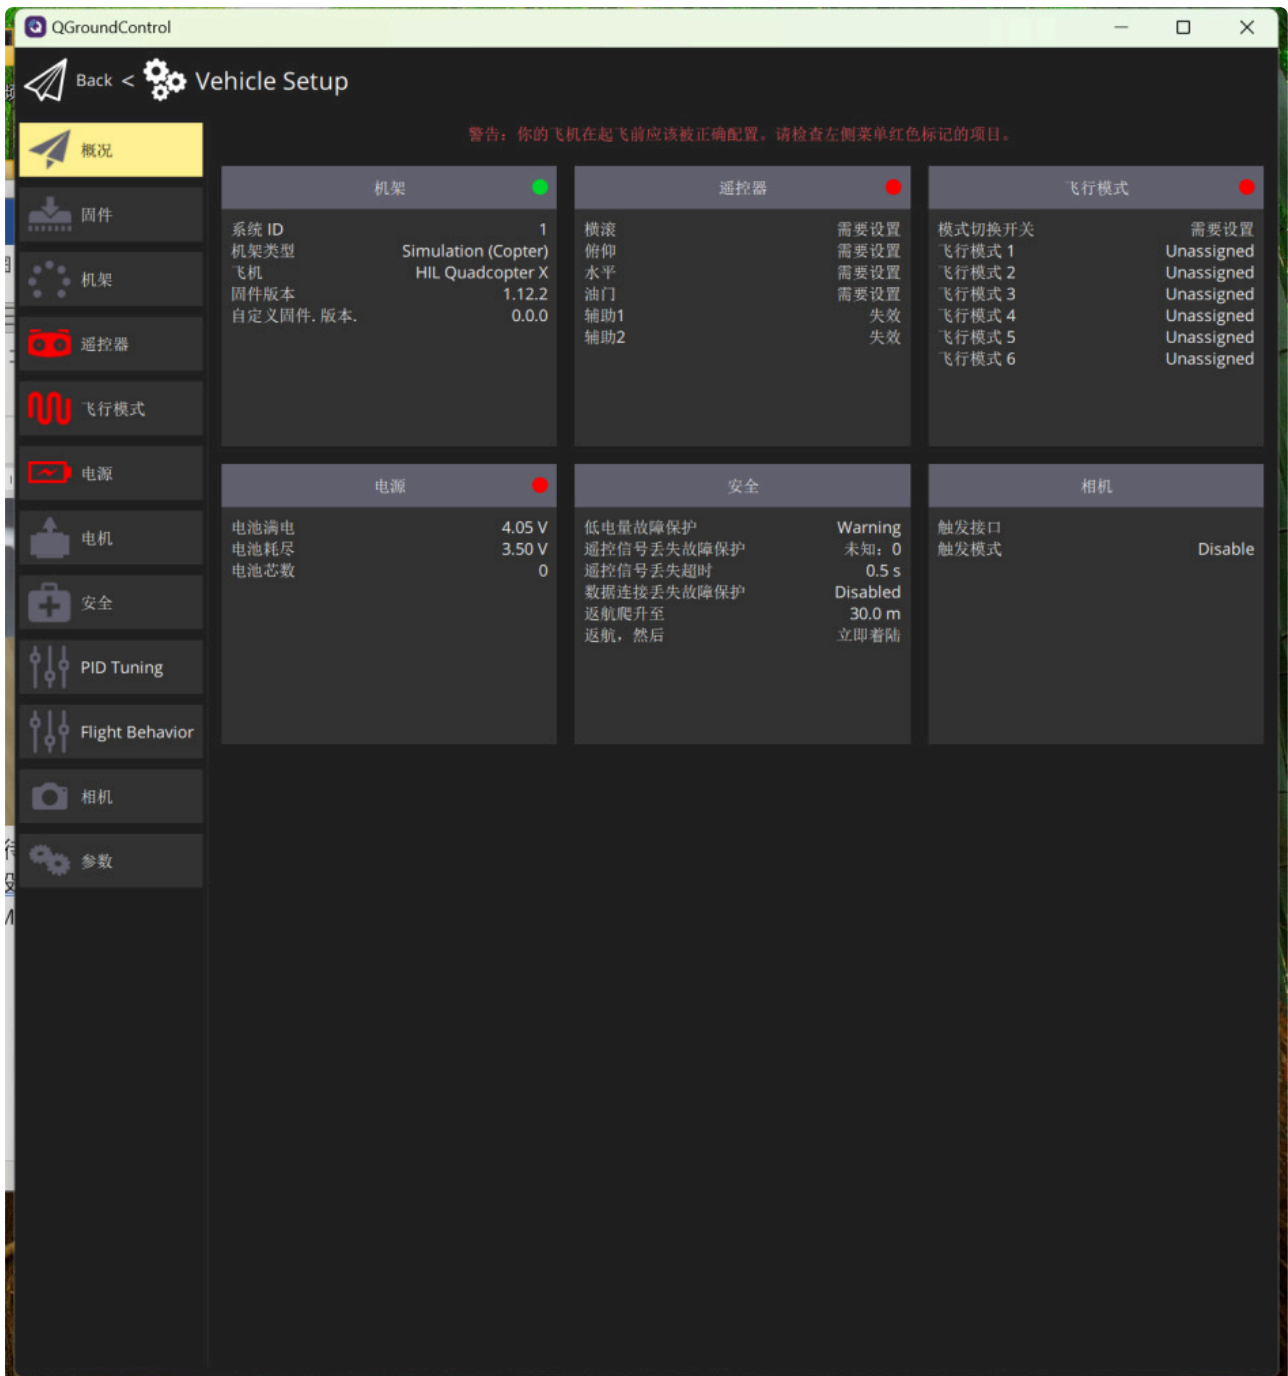 QGroundControl
Back < Vehicle Setup
警告：你的飞机在起飞前应该被正确配置。请检查左侧菜单红色标记的项目。
概况
固件
机架
遥控器
飞行模式
电源
电机
安全
PID Tuning
Flight Behavior
相机
参数
机架
系统 ID 1
机架类型 Simulation (Copter)
飞机 HIL Quadcopter X
固件版本 1.12.2
自定义固件. 版本. 0.0.0
遥控器
横滚 需要设置
俯仰 需要设置
水平 需要设置
油门 需要设置
辅助1 失效
辅助2 失效
飞行模式
模式切换开关 需要设置
飞行模式 1 Unassigned
飞行模式 2 Unassigned
飞行模式 3 Unassigned
飞行模式 4 Unassigned
飞行模式 5 Unassigned
飞行模式 6 Unassigned
电源
电池满电 4.05 V
电池耗尽 3.50 V
电池芯数 0
安全
低电量故障保护 Warning
遥控信号丢失故障保护 未知：0
遥控信号丢失超时 0.5 s
数据连接丢失故障保护 Disabled
返航爬升至 30.0 m
返航，然后 立即着陆
相机
触发接口
触发模式 Disable